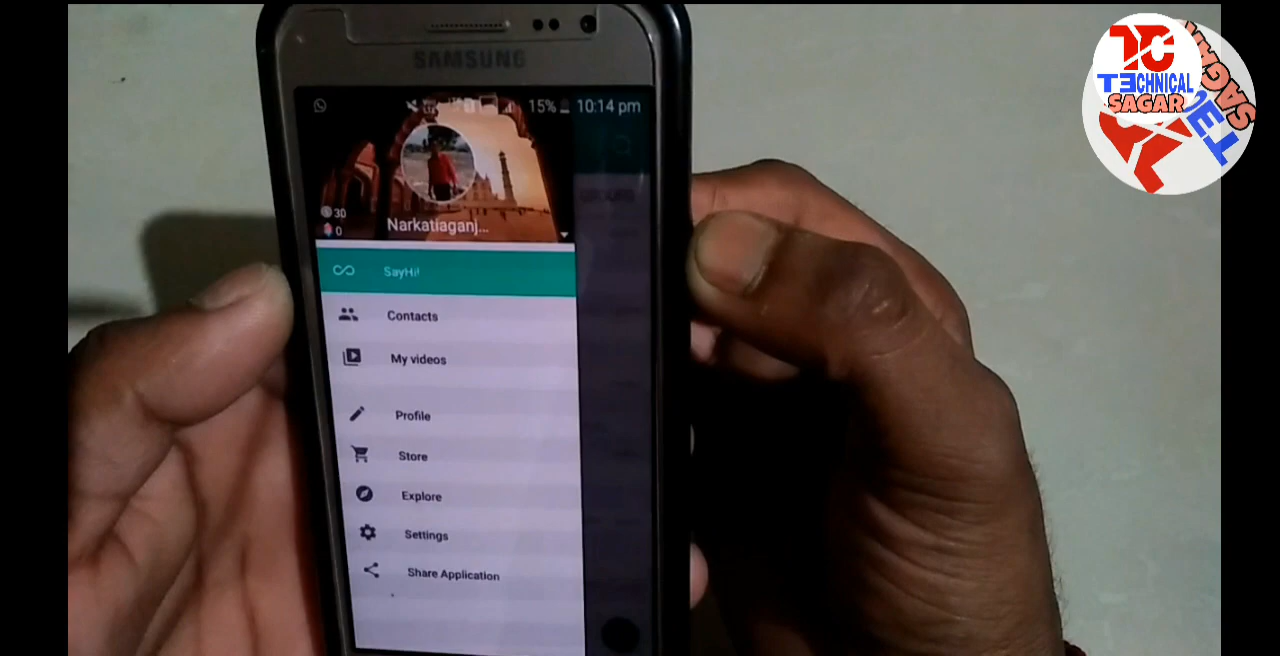 SAMSUNG
15% 10:14 pm
30
0
Narkatiaganj...
SayHi!
Contacts
My videos
Profile
Store
Explore
Settings
Share Application
TC
TECHNICAL
SAGAR
SAGAR